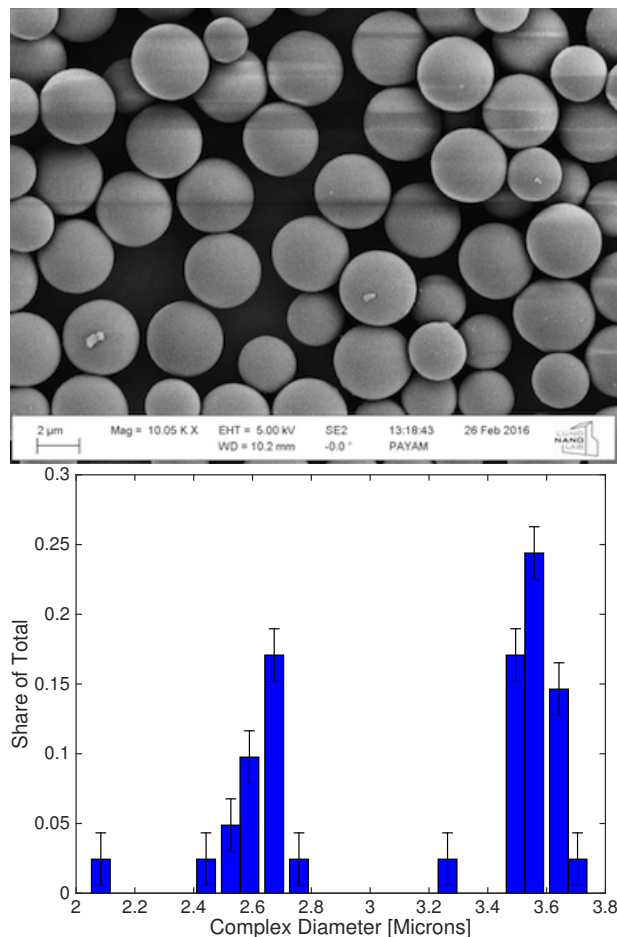 2 µm
Mag = 10.05 K X EHT = 5.00 kV SE2 13:18:43 26 Feb 2016
WD = 10.2 mm -0.0 ° PAYAM
LUND
NANO
LAB
0.3
0.25
0.2
0.15
0.1
0.05
0
Share of Total
2 2.2 2.4 2.6 2.8 3 3.2 3.4 3.6 3.8
Complex Diameter [Microns]